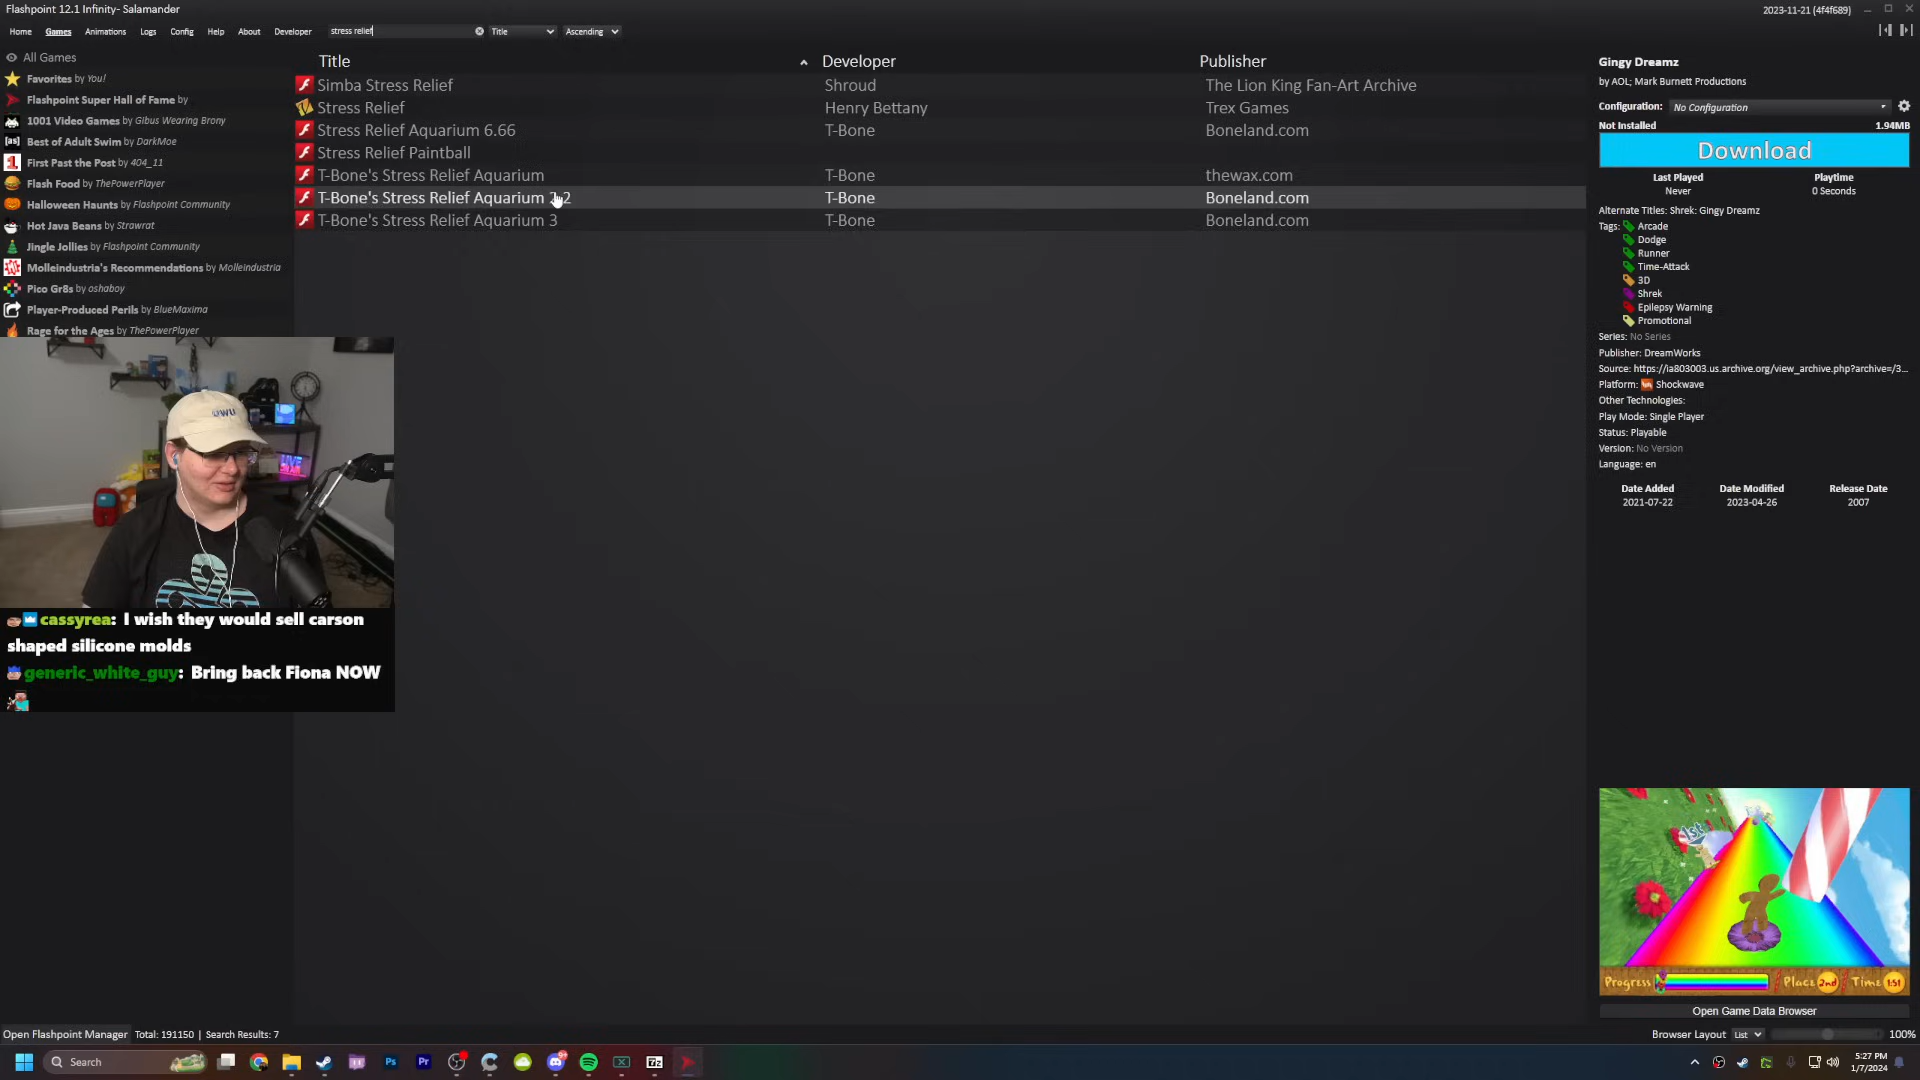 Flashpoint 12.1 Infinity- Salamander
2023-11-21 (4f4f689)
Home Games Animations Logs Config Help About Developer stress relief Title Ascending
All Games
Favorites by You!
Flashpoint Super Hall of Fame by
1001 Video Games by Gibus Wearing Brony
Best of Adult Swim by DarkMoe
First Past the Post by 404_11
Flash Food by ThePowerPlayer
Halloween Haunts by Flashpoint Community
Hot Java Beans by Strawrat
Jingle Jollies by Flashpoint Community
Molleindustria's Recommendations by Molleindustria
Pico Gr8s by oshaboy
Player-Produced Perils by BlueMaxima
Rage for the Ages by ThePowerPlayer
Title Developer Publisher
Simba Stress Relief Shroud The Lion King Fan-Art Archive
Stress Relief Henry Bettany Trex Games
Stress Relief Aquarium 6.66 T-Bone Boneland.com
Stress Relief Paintball
T-Bone's Stress Relief Aquarium T-Bone thewax.com
T-Bone's Stress Relief Aquarium T-Bone Boneland.com
T-Bone's Stress Relief Aquarium 3 T-Bone Boneland.com
UWU
LIVE
cassyrea: I wish they would sell carson
shaped silicone molds
generic_white_guy: Bring back Fiona NOW
Gingy Dreamz
by AOL; Mark Burnett Productions
Configuration: No Configuration
Not Installed 1.94MB
Download
Last Played Playtime
Never 0 Seconds
Alternate Titles: Shrek: Gingy Dreamz
Tags: Arcade
Dodge
Runner
Time-Attack
3D
Shrek
Epilepsy Warning
Promotional
Series: No Series
Publisher: DreamWorks
Source: https://ia803003.us.archive.org/view_archive.php?archive=/3...
Platform: Shockwave
Other Technologies:
Play Mode: Single Player
Status: Playable
Version: No Version
Language: en
Date Added Date Modified Release Date
2021-07-22 2023-04-26 2007
1st
Progress Place 2nd Time 1:51
Open Game Data Browser
Open Flashpoint Manager Total: 191150 | Search Results: 7
Browser Layout List 100%
Search
Ps Pr 9+ 7z
5:27 PM
1/7/2024